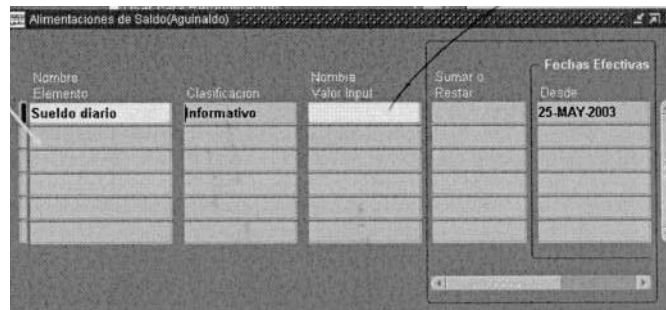 Alimentaciones de Saldo(Aguinaldo)
Fechas Efectivas
Nombre Elemento
Clasificacion
Nombre Valor Input
Sumar o Restar
Desde
Sueldo diario
Informativo
25-MAY-2003